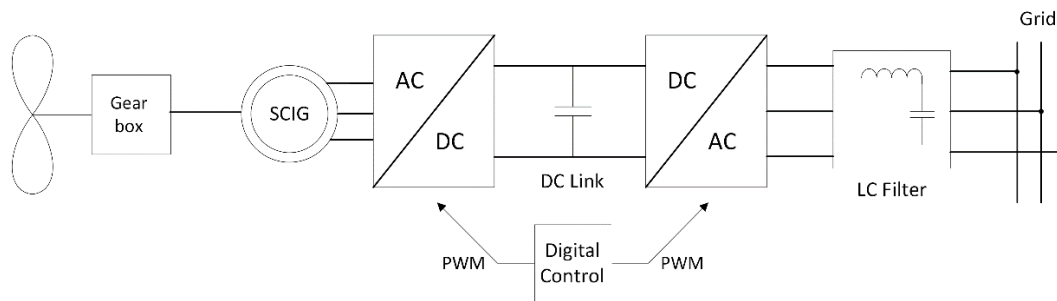 Grid
Gear
box
SCIG
AC
DC
DC
AC
DC Link
LC Filter
PWM
Digital
Control
PWM